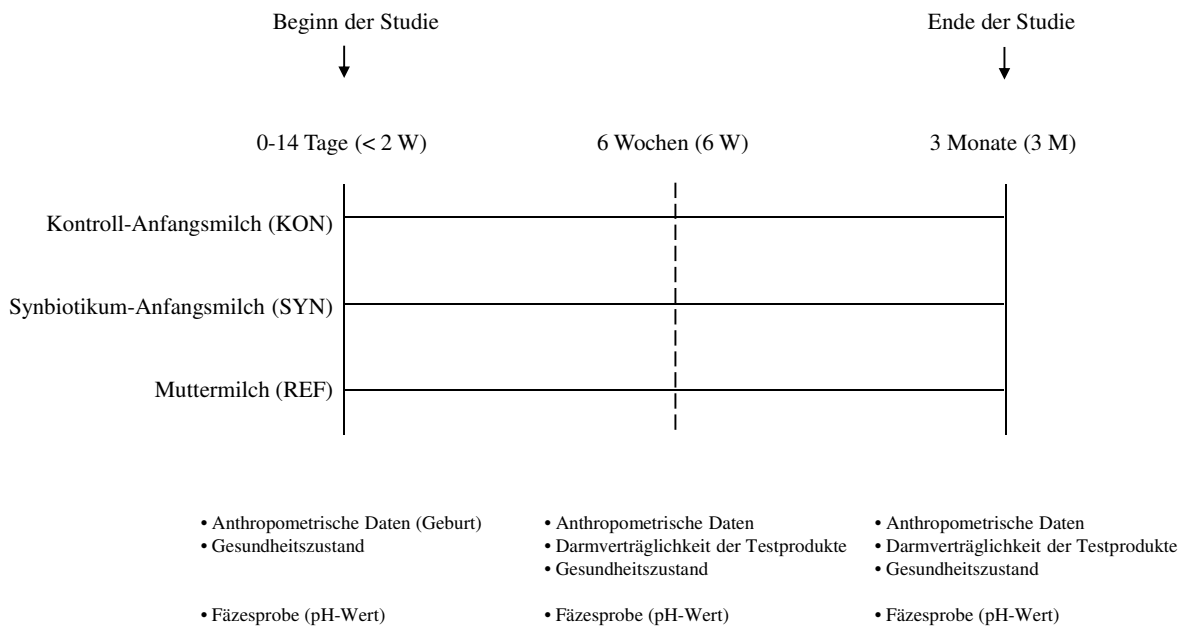 Beginn der Studie
Ende der Studie
0-14 Tage (< 2 W)
6 Wochen (6 W)
3 Monate (3 M)
Kontroll-Anfangsmilch (KON)
Synbiotikum-Anfangsmilch (SYN)
Muttermilch (REF)
• Anthropometrische Daten (Geburt)
• Gesundheitszustand
• Fäzesprobe (pH-Wert)
• Anthropometrische Daten
• Darmverträglichkeit der Testprodukte
• Gesundheitszustand
• Fäzesprobe (pH-Wert)
• Anthropometrische Daten
• Darmverträglichkeit der Testprodukte
• Gesundheitszustand
• Fäzesprobe (pH-Wert)